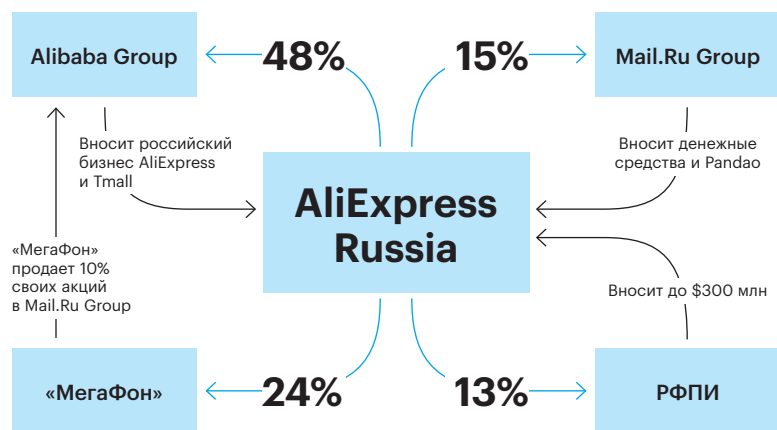 Alibaba Group
48%
15%
Mail.Ru Group
Вносит российский
бизнес AliExpress
и Tmall
Вносит денежные
средства и Pandao
AliExpress
Russia
«МегаФон»
продает 10%
своих акций
в Mail.Ru Group
Вносит до $300 млн
«МегаФон»
24%
13%
РФПИ